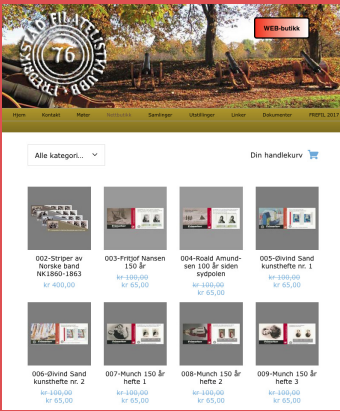 FREDRIKSTAD FILATELISTKLUBB
76
WEB-butikk
Hjem Kontakt Møter Nettbutikk Samlinger Utstillinger Linker Dokumenter FREFIL 2017
Alle kategori...
Din handlekurv
002-Striper av
Norske band
NK1860-1863
kr 400,00
003-Fritjof Nansen
150 år
kr 100,00
kr 65,00
004-Roald Amund-
sen 100 år siden
sydpolen
kr 100,00
kr 65,00
005-Øivind Sand
kunsthefte nr. 1
kr 100,00
kr 65,00
006-Øivind Sand
kunsthefte nr. 2
kr 100,00
kr 65,00
007-Munch 150 år
hefte 1
kr 100,00
kr 65,00
008-Munch 150 år
hefte 2
kr 100,00
kr 65,00
009-Munch 150 år
hefte 3
kr 100,00
kr 65,00